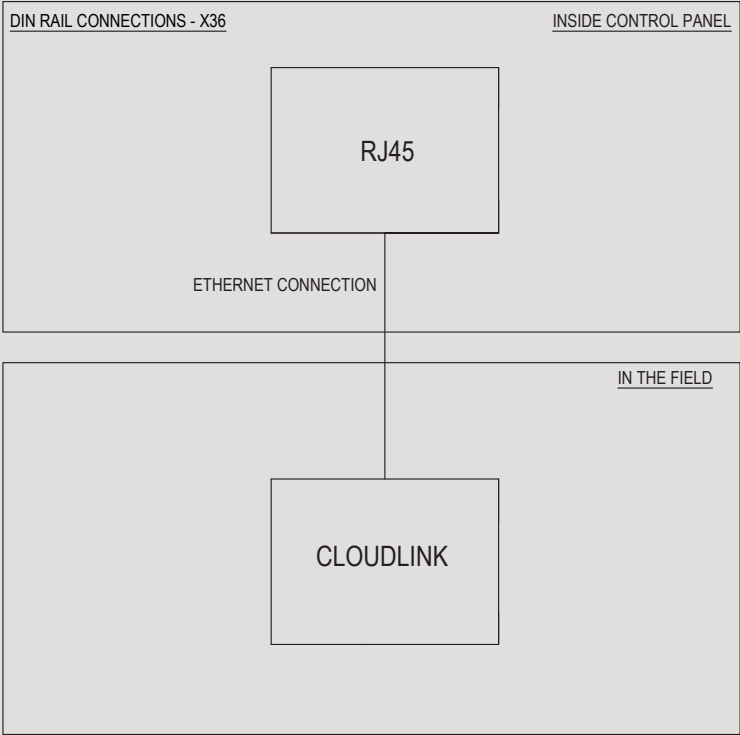 DIN RAIL CONNECTIONS - X36
INSIDE CONTROL PANEL
RJ45
ETHERNET CONNECTION
IN THE FIELD
CLOUDLINK